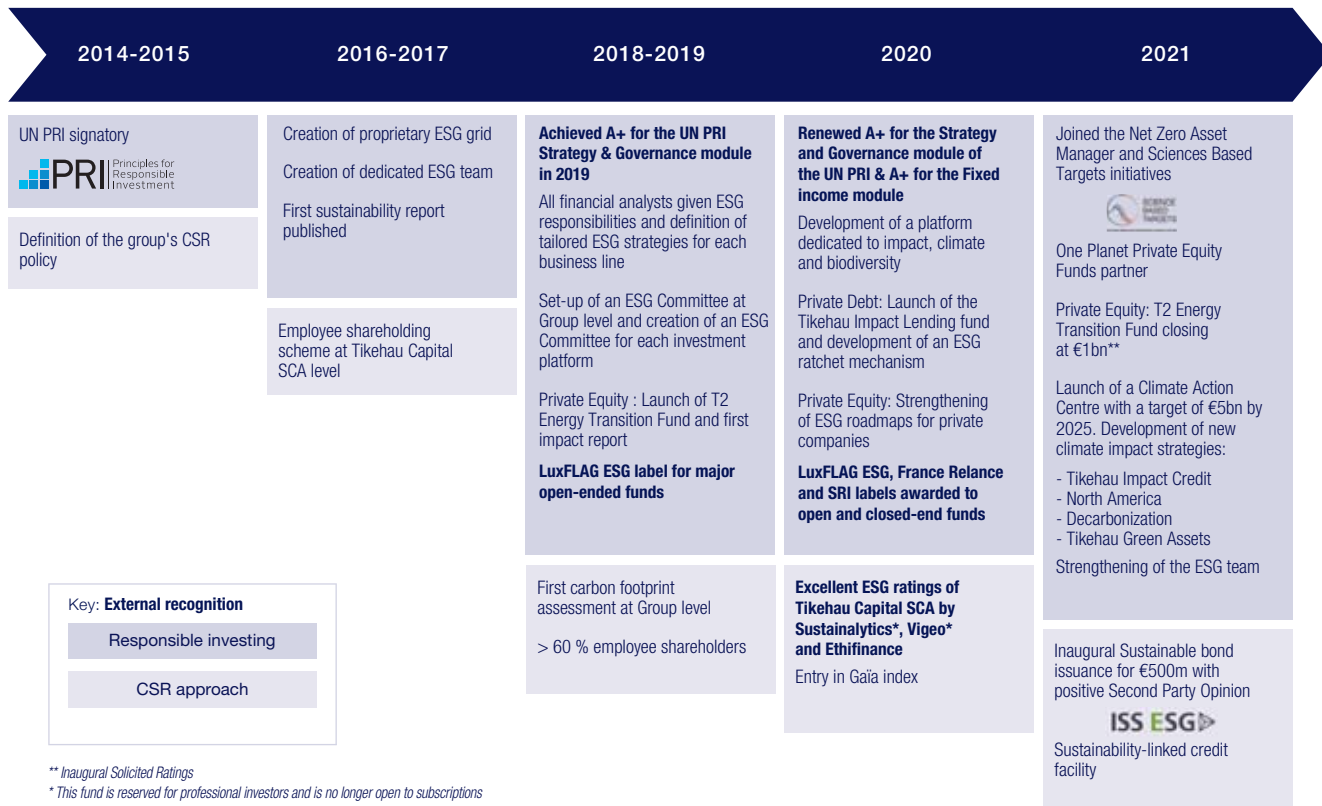 2014-2015
2016-2017
2018-2019
2020
2021
UN PRI signatory
PRI
Principles for
Responsible
Investment
Definition of the group's CSR
policy
Creation of proprietary ESG grid
Creation of dedicated ESG team
First sustainability report
published
Employee shareholding
scheme at Tikehau Capital
SCA level
Achieved A+ for the UN PRI
Strategy & Governance module
in 2019
All financial analysts given ESG
responsibilities and definition of
tailored ESG strategies for each
business line
Set-up of an ESG Committee at
Group level and creation of an ESG
Committee for each investment
platform
Private Equity : Launch of T2
Energy Transition Fund and first
impact report
LuxFLAG ESG label for major
open-ended funds
First carbon footprint
assessment at Group level
> 60 % employee shareholders
Renewed A+ for the Strategy
and Governance module of
the UN PRI & A+ for the Fixed
income module
Development of a platform
dedicated to impact, climate
and biodiversity
Private Debt: Launch of the
Tikehau Impact Lending fund
and development of an ESG
ratchet mechanism
Private Equity: Strengthening
of ESG roadmaps for private
companies
LuxFLAG ESG, France Relance
and SRI labels awarded to
open and closed-end funds
Excellent ESG ratings of
Tikehau Capital SCA by
Sustainalytics*, Vigeo*
and Ethifinance
Entry in Gaïa index
Joined the Net Zero Asset
Manager and Sciences Based
Targets initiatives
SCIENCE
BASED
TARGETS
One Planet Private Equity
Funds partner
Private Equity: T2 Energy
Transition Fund closing
at €1bn**
Launch of a Climate Action
Centre with a target of €5bn by
2025. Development of new
climate impact strategies:
- Tikehau Impact Credit
- North America
- Decarbonization
- Tikehau Green Assets
Strengthening of the ESG team
Inaugural Sustainable bond
issuance for €500m with
positive Second Party Opinion
ISS ESG
Sustainability-linked credit
facility
Key: External recognition
Responsible investing
CSR approach
** Inaugural Solicited Ratings
* This fund is reserved for professional investors and is no longer open to subscriptions